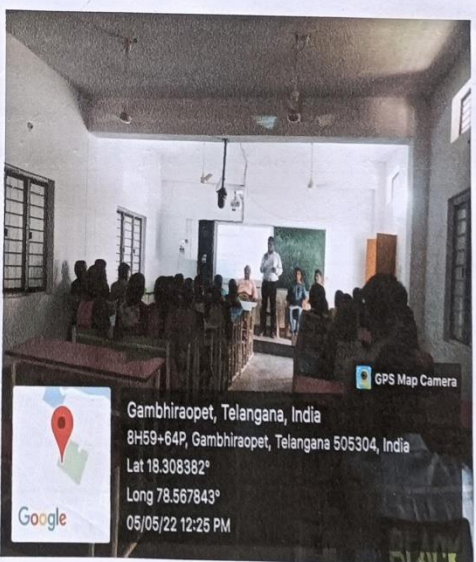 GPS Map Camera
Gambhiraopet, Telangana, India
8H59+64P, Gambhiraopet, Telangana 505304, India
Lat 18.308382°
Long 78.567843°
05/05/22 12:25 PM
Google